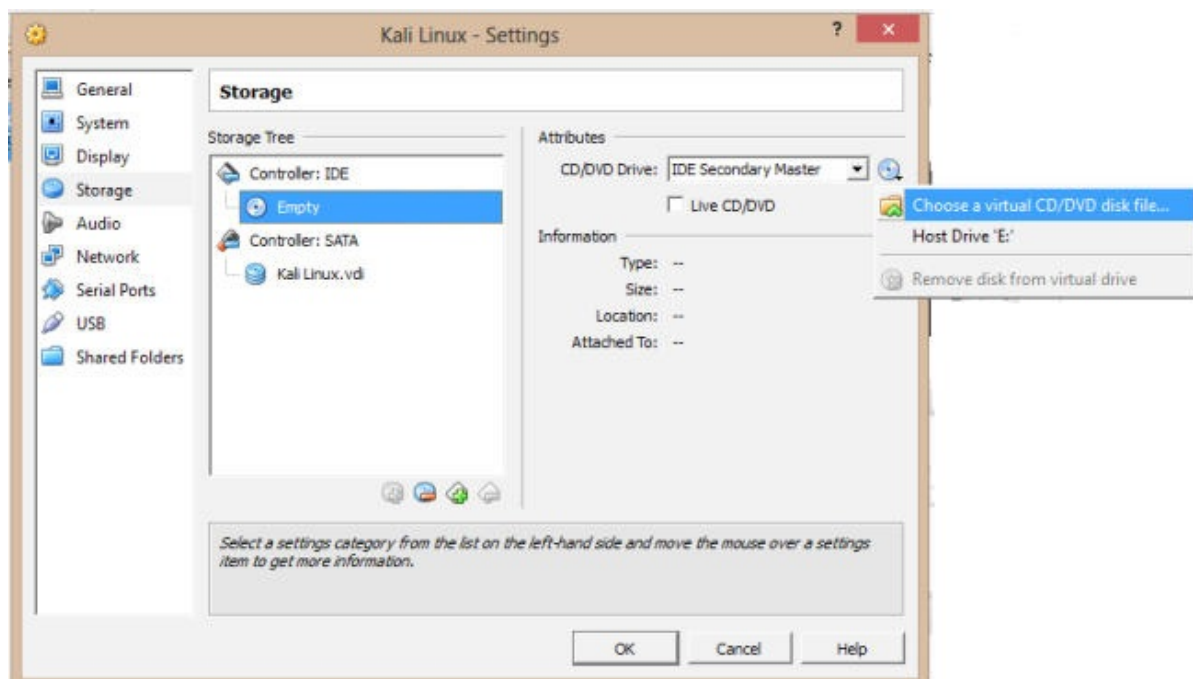 Kali Linux - Settings
?
×
General
System
Display
Storage
Audio
Network
Serial Ports
USB
Shared Folders
Storage
Storage Tree
Controller: IDE
Empty
Controller: SATA
Kali Linux.vdi
Attributes
CD/DVD Drive: IDE Secondary Master
Live CD/DVD
Information
Type: --
Size: --
Location: --
Attached To: --
Choose a virtual CD/DVD disk file...
Host Drive 'E:'
Remove disk from virtual drive
Select a settings category from the list on the left-hand side and move the mouse over a settings
item to get more information.
OK
Cancel
Help